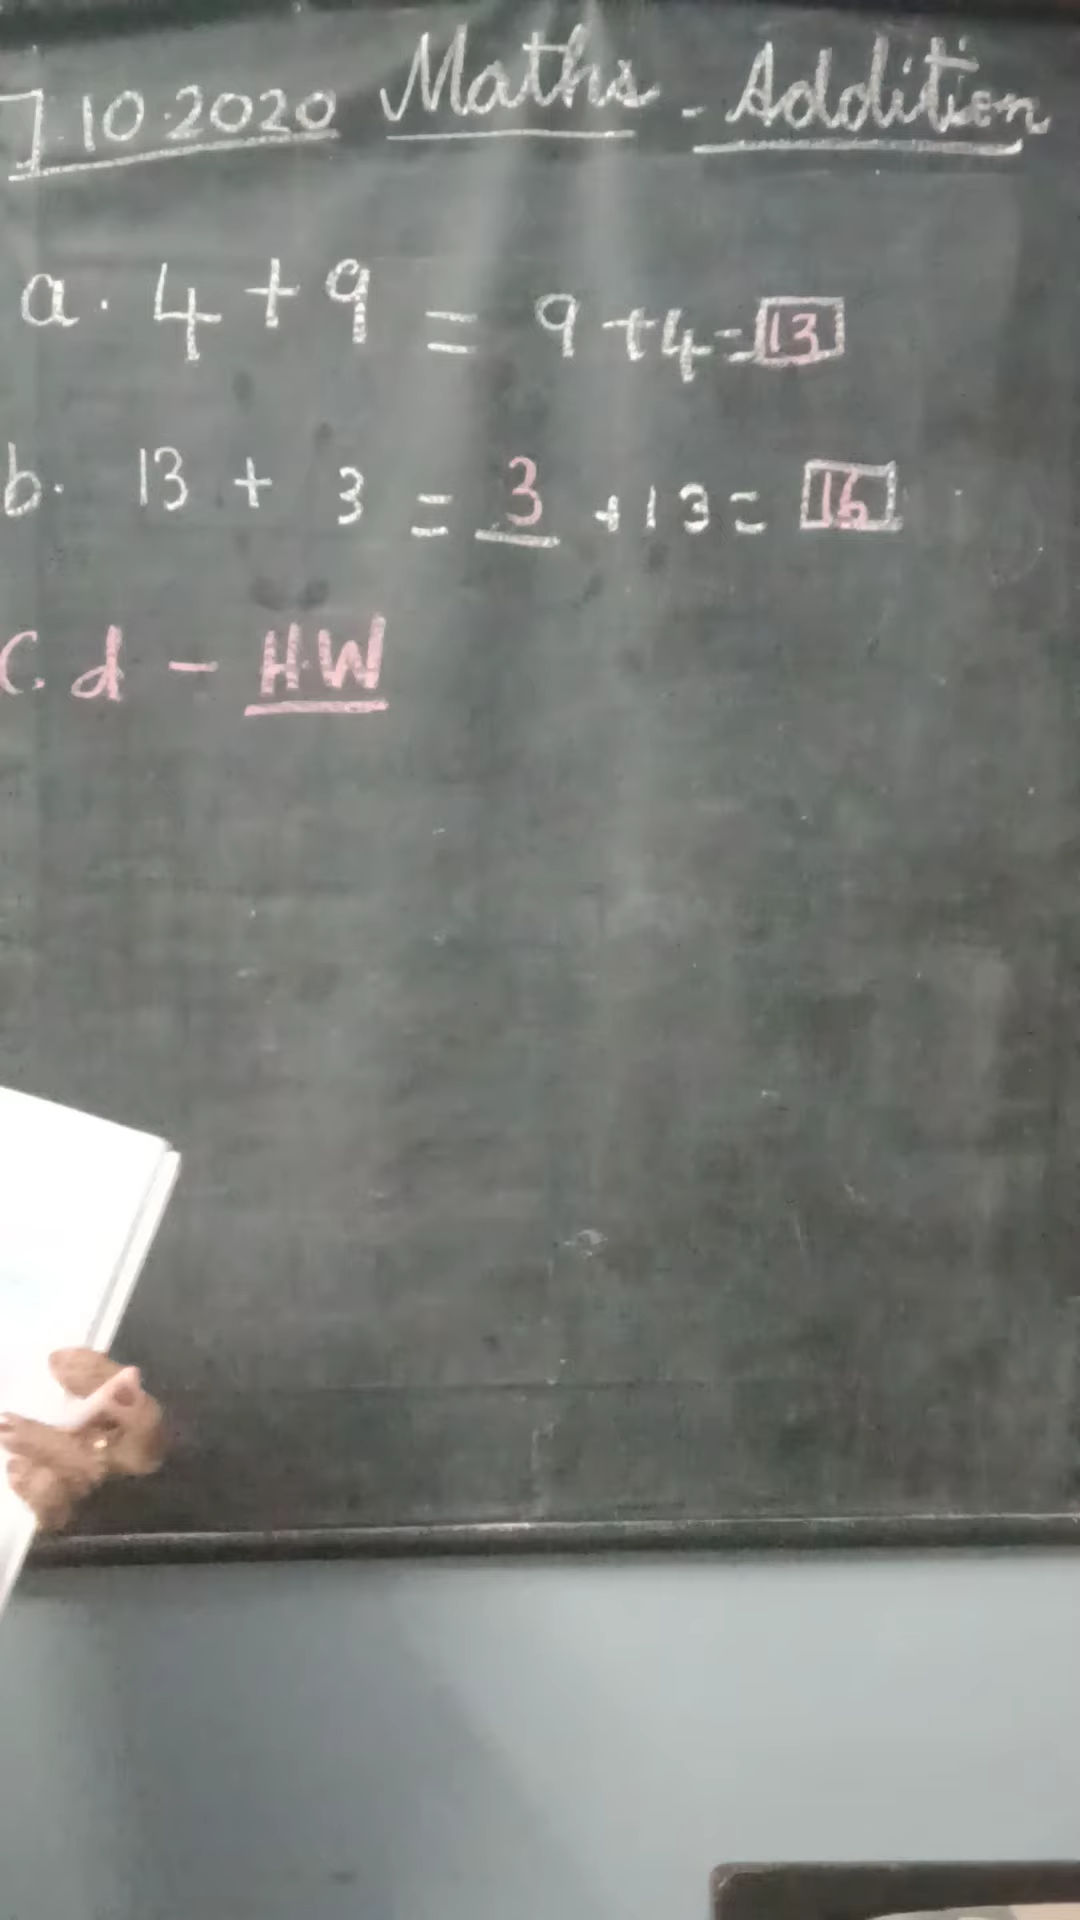 7.10.2020 Maths - Addition
a. 4 + 9 = 9 + 4 = 13
b. 13 + 3 = 3 + 13 = 16
c. d - H.W